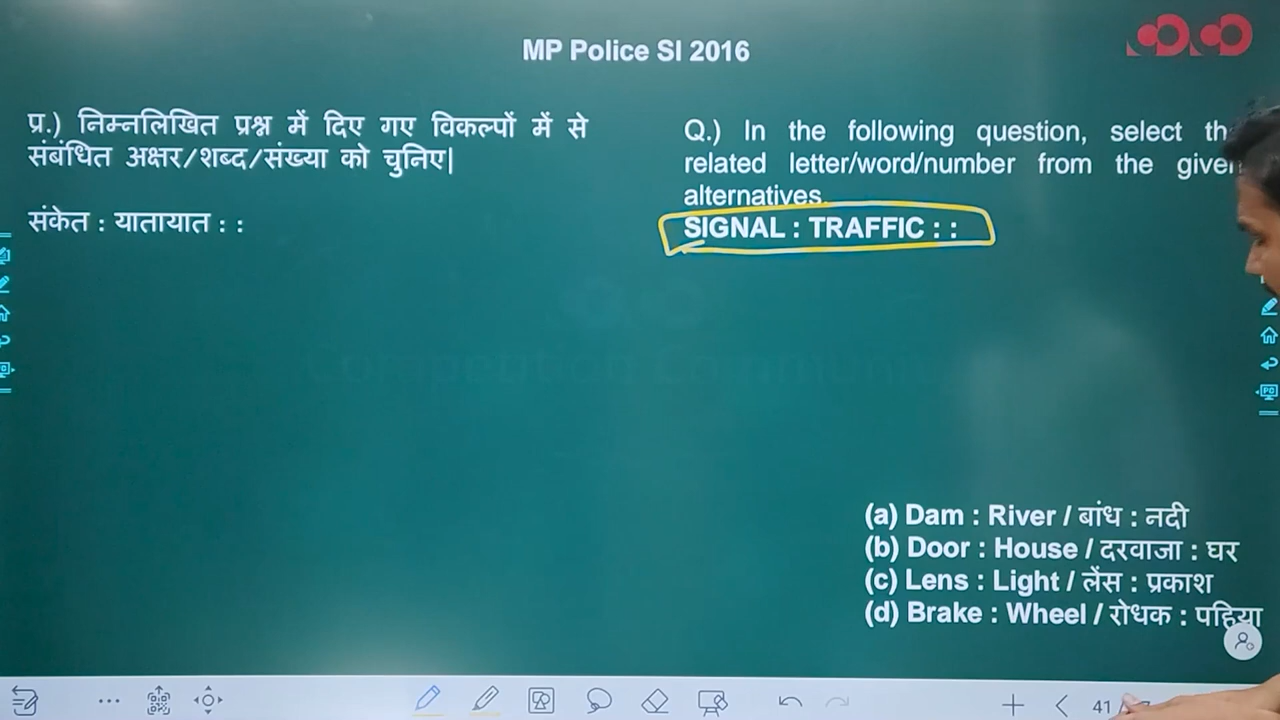 MP Police SI 2016
प्र.) निम्नलिखित प्रश्न में दिए गए विकल्पों में से
संबंधित अक्षर/शब्द/संख्या को चुनिए|
संकेत : यातायात : :
Q.) In the following question, select the
related letter/word/number from the given
alternatives.
SIGNAL : TRAFFIC : :
(a) Dam : River / बांध : नदी
(b) Door : House / दरवाजा : घर
(c) Lens : Light / लेंस : प्रकाश
(d) Brake : Wheel / रोधक : पहिया
PC
41 /